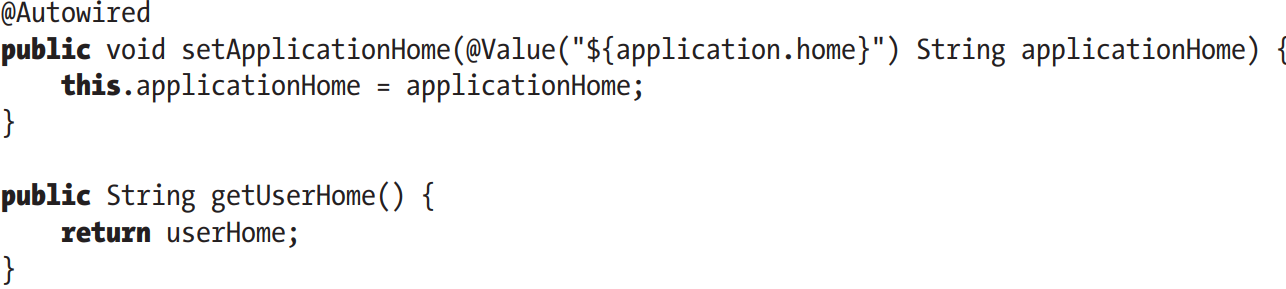 @Autowired
public void setApplicationHome(@Value("${application.home}") String applicationHome) {
    this.applicationHome = applicationHome;
}

public String getUserHome() {
    return userHome;
}